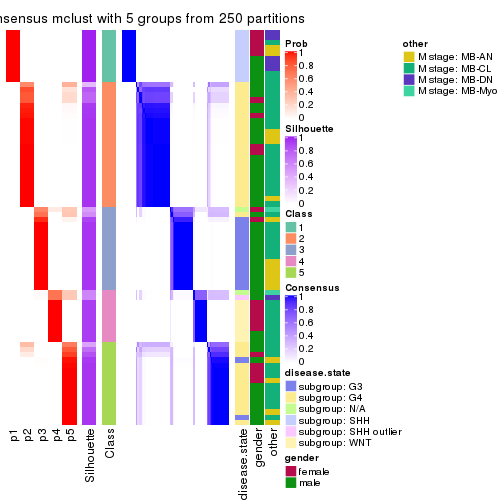 nsensus mclust with 5 groups from 250 partitions
p1
p2
p3
p4
p5
Silhouette
Class
disease.state
gender
other
Prob
1
0.8
0.6
0.4
0.2
0
Silhouette
1
0.8
0.6
0.4
0.2
0
Class
1
2
3
4
5
Consensus
1
0.8
0.6
0.4
0.2
0
disease.state
subgroup: G3
subgroup: G4
subgroup: N/A
subgroup: SHH
subgroup: SHH outlier
subgroup: WNT
gender
female
male
other
M stage: MB-AN
M stage: MB-CL
M stage: MB-DN
M stage: MB-Myo